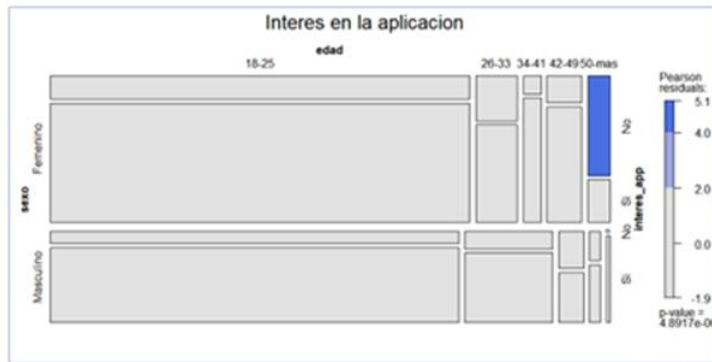 Interes en la aplicacion
edad
18-25 26-33 34-41 42-49 50-mas
sexo
Femenino
Masculino
No
Si
No
Si
interes_app
Pearson
residuals:
5.1
4.0
2.0
0.0
-1.9
p-value =